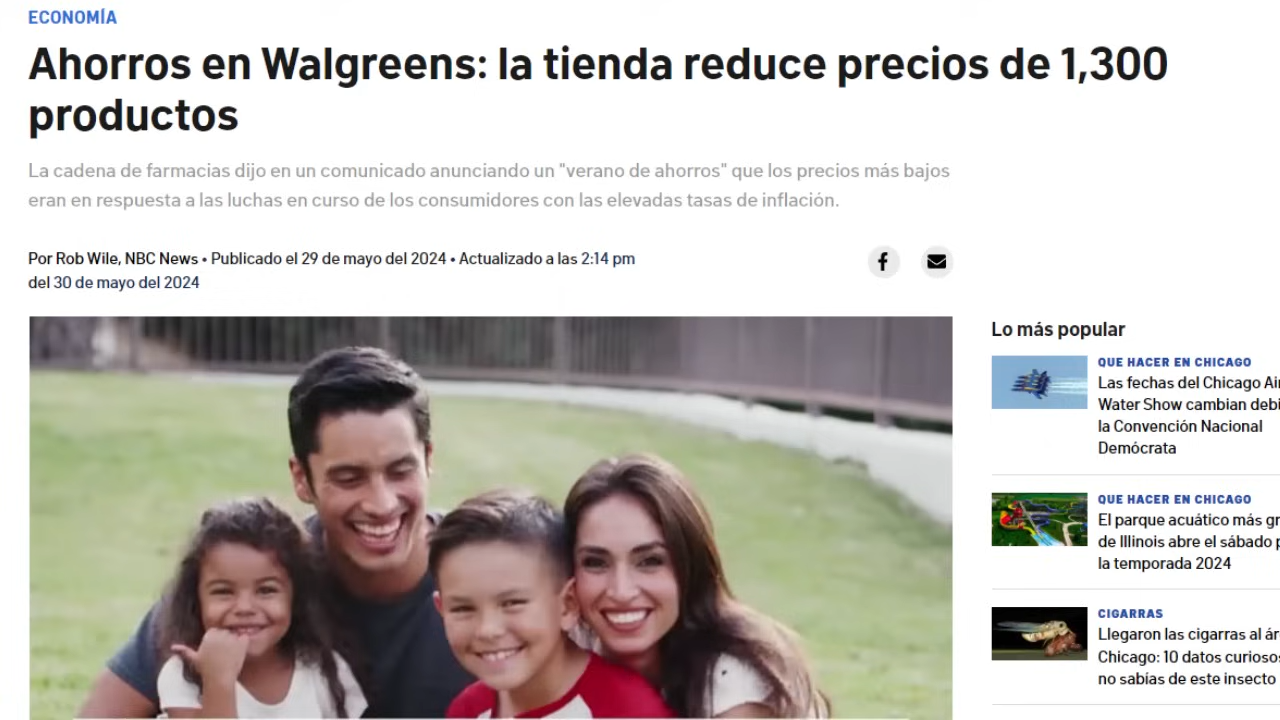 ECONOMÍA
Ahorros en Walgreens: la tienda reduce precios de 1,300
productos
La cadena de farmacias dijo en un comunicado anunciando un "verano de ahorros" que los precios más bajos
eran en respuesta a las luchas en curso de los consumidores con las elevadas tasas de inflación.
Por Rob Wile, NBC News • Publicado el 29 de mayo del 2024 • Actualizado a las 2:14 pm
del 30 de mayo del 2024
Lo más popular
QUE HACER EN CHICAGO
Las fechas del Chicago Air
Water Show cambian debi
la Convención Nacional
Demócrata
QUE HACER EN CHICAGO
El parque acuático más gr
de Illinois abre el sábado p
la temporada 2024
CIGARRAS
Llegaron las cigarras al ár
Chicago: 10 datos curiosos
no sabías de este insecto